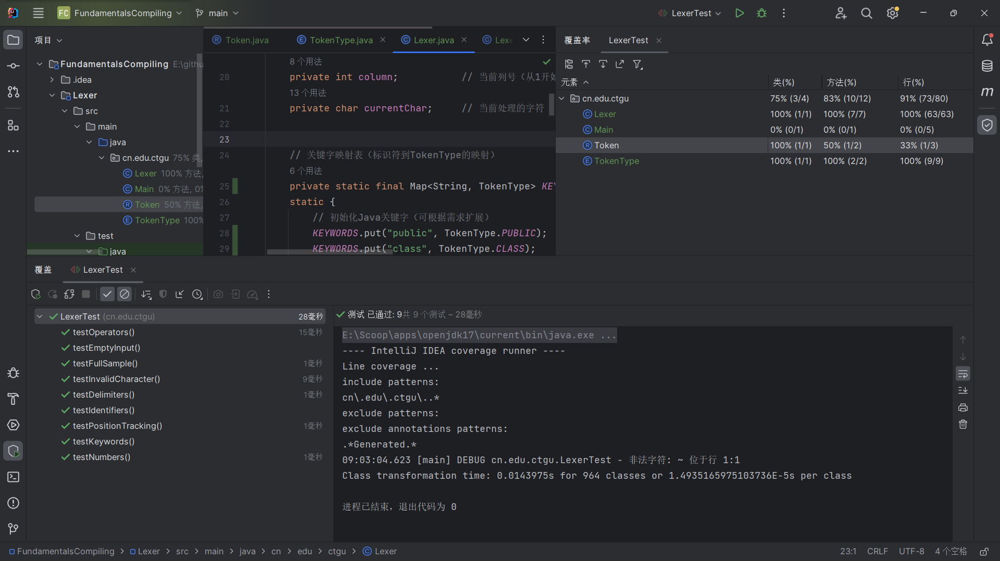 FC FundamentalsCompiling main LexerTest
项目
FundamentalsCompiling E:\githu
.idea
Lexer
src
main
java
cn.edu.ctgu 75% 类,
Lexer 100% 方法,
Main 0% 方法, 0%
Token 50% 方法,
TokenType 100%
test
java
Token.java TokenType.java Lexer.java Lexe
8 个用法
20 private int column; // 当前列号（从1开始
13 个用法
21 private char currentChar; // 当前处理的字符
22
23
24 // 关键字映射表（标识符到TokenType的映射）
6 个用法
25 private static final Map<String, TokenType> KEY
26 static {
27 // 初始化Java关键字（可根据需求扩展）
28 KEYWORDS.put("public", TokenType.PUBLIC);
29 KEYWORDS.put("class", TokenType.CLASS);
覆盖率 LexerTest
元素 类(%) 方法(%) 行(%)
cn.edu.ctgu 75% (3/4) 83% (10/12) 91% (73/80)
Lexer 100% (1/1) 100% (7/7) 100% (63/63)
Main 0% (0/1) 0% (0/1) 0% (0/5)
Token 100% (1/1) 50% (1/2) 33% (1/3)
TokenType 100% (1/1) 100% (2/2) 100% (9/9)
覆盖 LexerTest
LexerTest (cn.edu.ctgu) 28毫秒
testOperators() 15毫秒
testEmptyInput()
testFullSample() 1毫秒
testInvalidCharacter() 9毫秒
testDelimiters() 1毫秒
testIdentifiers()
testPositionTracking() 1毫秒
testKeywords()
testNumbers() 1毫秒
测试 已通过: 9共 9 个测试 – 28毫秒
E:\Scoop\apps\openjdk17\current\bin\java.exe ...
---- IntelliJ IDEA coverage runner ----
Line coverage ...
include patterns:
cn\.edu\.ctgu\..*
exclude patterns:
exclude annotations patterns:
.*Generated.*
09:03:04.623 [main] DEBUG cn.edu.ctgu.LexerTest - 非法字符: ~ 位于行 1:1
Class transformation time: 0.0143975s for 964 classes or 1.4935165975103736E-5s per class
进程已结束，退出代码为 0
FundamentalsCompiling > Lexer > src > main > java > cn > edu > ctgu > Lexer
23:1 CRLF UTF-8 4 个空格